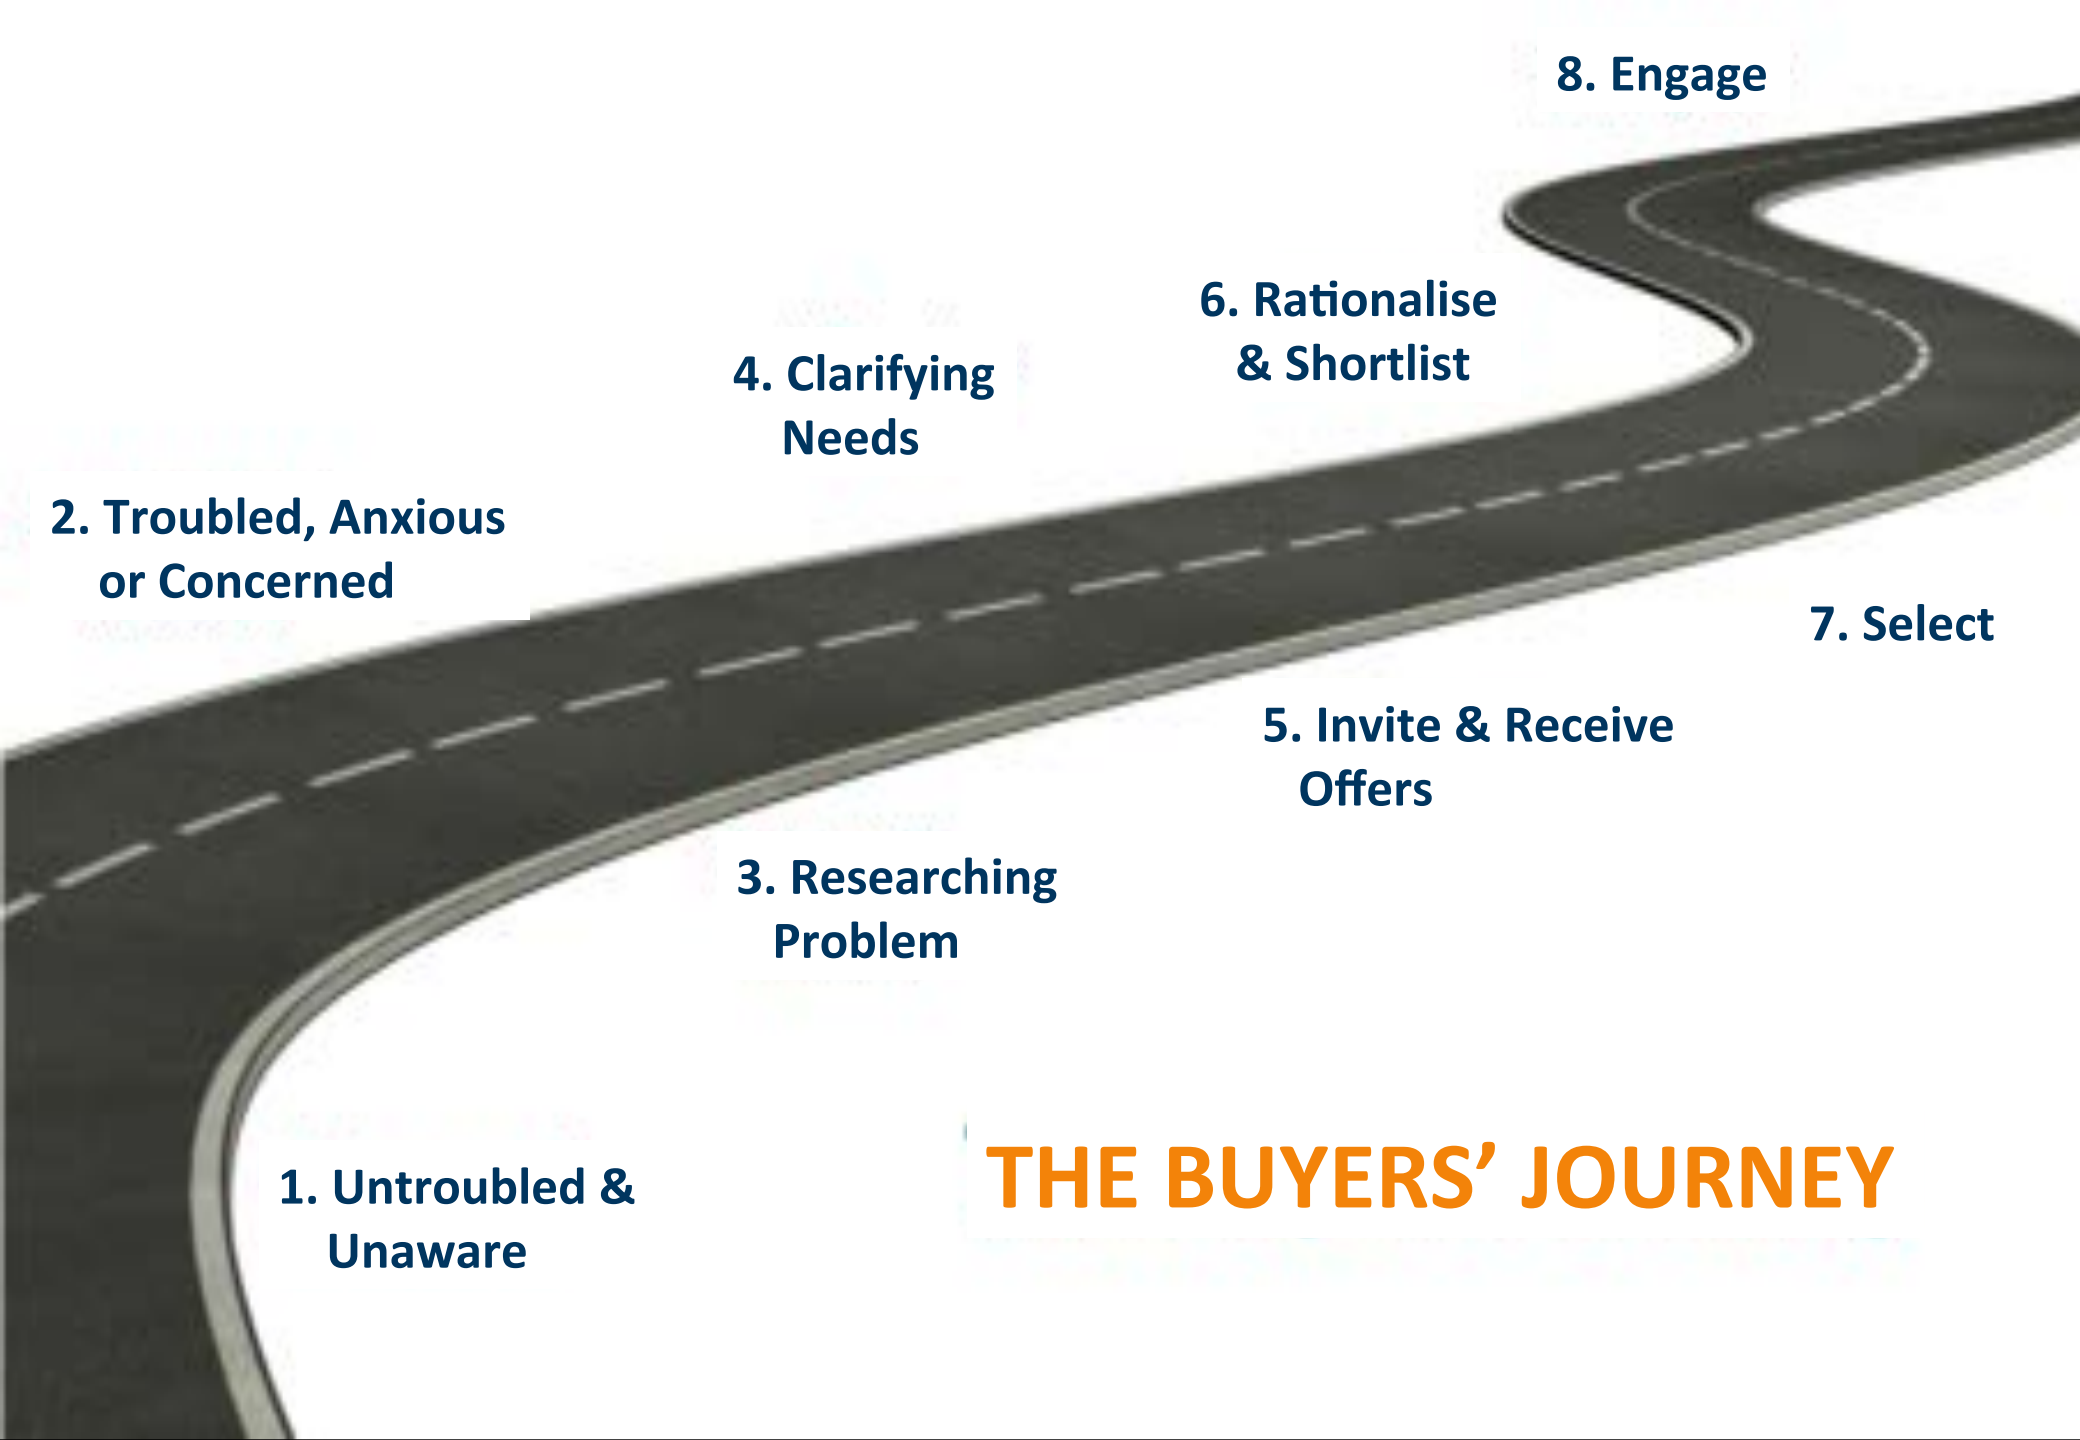 8. Engage
6. Rationalise
& Shortlist
4. Clarifying
Needs
2. Troubled, Anxious
or Concerned
7. Select
5. Invite & Receive
Offers
3. Researching
Problem
THE BUYERS’ JOURNEY
1. Untroubled &
Unaware